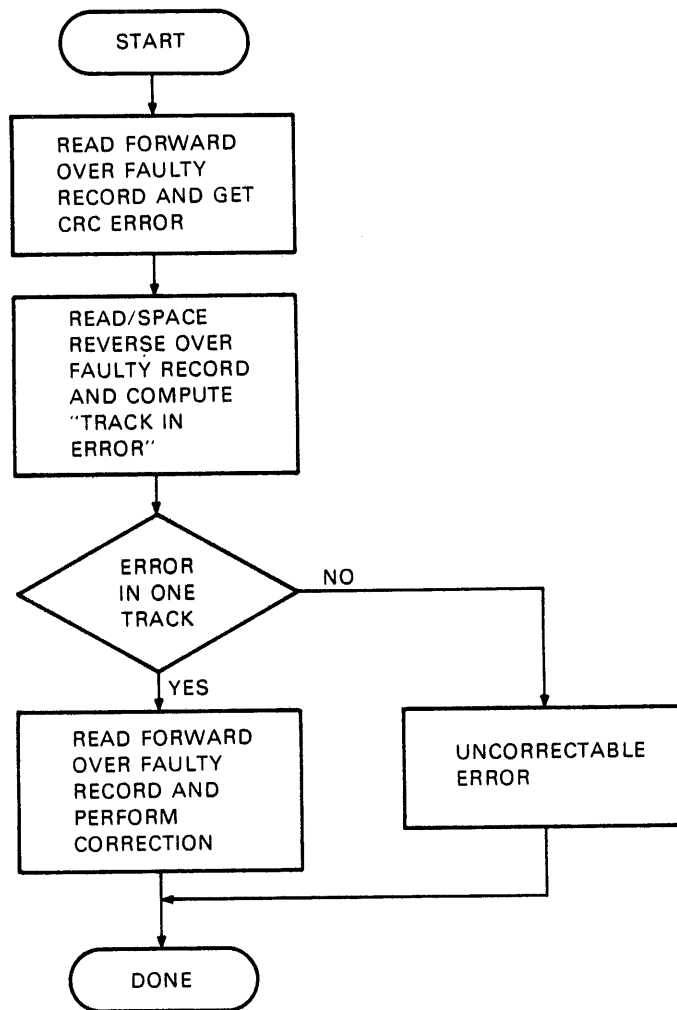 START
READ FORWARD
OVER FAULTY
RECORD AND GET
CRC ERROR
READ/SPACE
REVERSE OVER
FAULTY RECORD
AND COMPUTE
"TRACK IN
ERROR"
ERROR
IN ONE
TRACK
NO
YES
READ FORWARD
OVER FAULTY
RECORD AND
PERFORM
CORRECTION
UNCORRECTABLE
ERROR
DONE